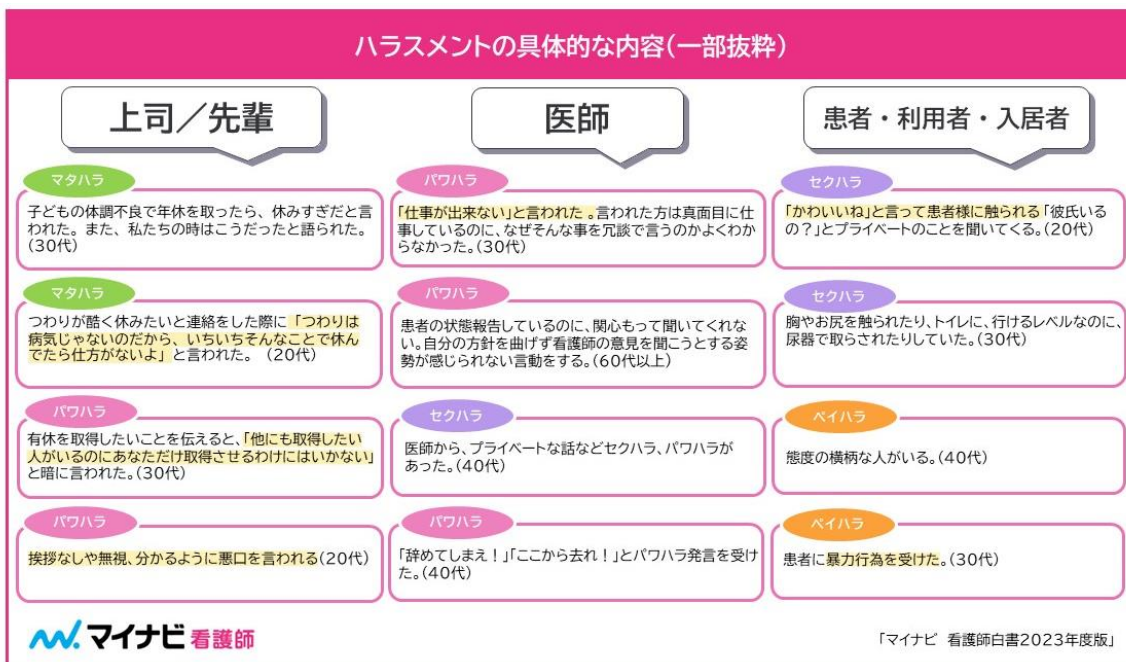 ハラスメントの具体的な内容(一部抜粋)
上司／先輩
マタハラ
子どもの体調不良で年休を取ったら、休みすぎだと言
われた。また、私たちの時はこうだったと語られた。
(30代)
マタハラ
つわりが酷く休みたいと連絡をした際に「つわりは
病気じゃないのだから、いちいちそんなことで休ん
でたら仕方がないよ」と言われた。 (20代)
パワハラ
有休を取得したいことを伝えると、「他にも取得したい
人がいるのにあなただけ取得させるわけにはいかない」
と暗に言われた。(30代)
パワハラ
挨拶なしや無視、分かるように悪口を言われる(20代)
医師
パワハラ
「仕事が出来ない」と言われた 。言われた方は真面目に仕
事しているのに、なぜそんな事を冗談で言うのかよくわか
らなかった。(30代)
パワハラ
患者の状態報告しているのに、関心もって聞いてくれな
い。自分の方針を曲げず看護師の意見を聞こうとする姿
勢が感じられない言動をする。(60代以上)
セクハラ
医師から、プライベートな話などセクハラ、パワハラが
あった。(40代)
パワハラ
「辞めてしまえ！」「ここから去れ！」とパワハラ発言を受け
た。(40代)
患者・利用者・入居者
セクハラ
「かわいいね」と言って患者様に触られる「彼氏いる
の？」とプライベートのことを聞いてくる。(20代)
セクハラ
胸やお尻を触られたり、トイレに、行けるレベルなのに、
尿器で取らされたりしていた。(30代)
ペイハラ
態度の横柄な人がいる。(40代)
ペイハラ
患者に暴力行為を受けた。(30代)
マイナビ看護師
「マイナビ 看護師白書2023年度版」